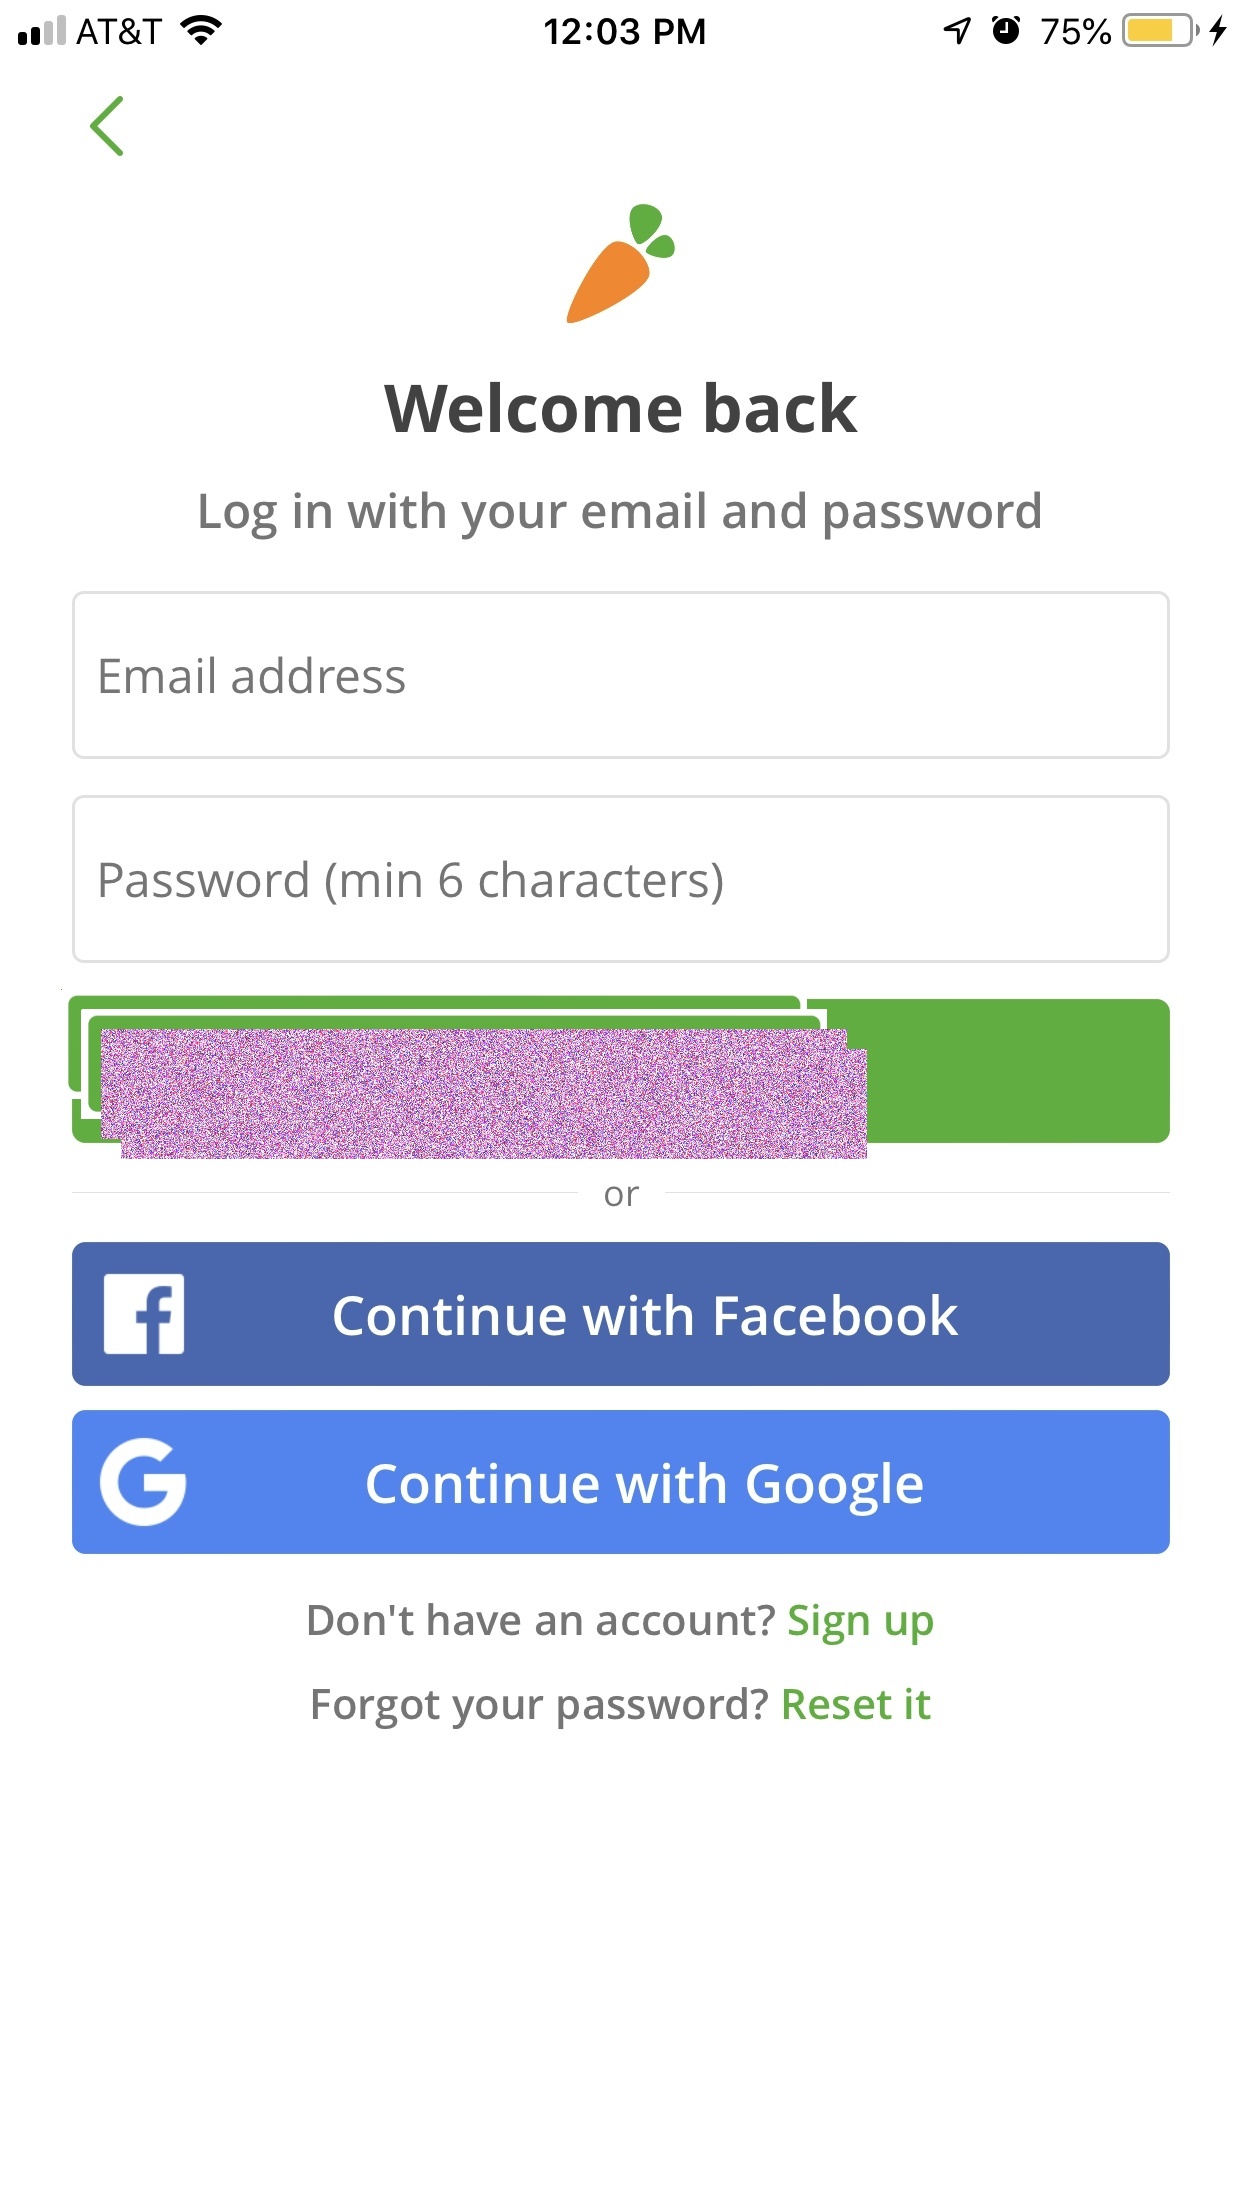 AT&T 12:03 PM 75%
Welcome back
Log in with your email and password
Email address
Password (min 6 characters)
or
Continue with Facebook
Continue with Google
Don't have an account? Sign up
Forgot your password? Reset it